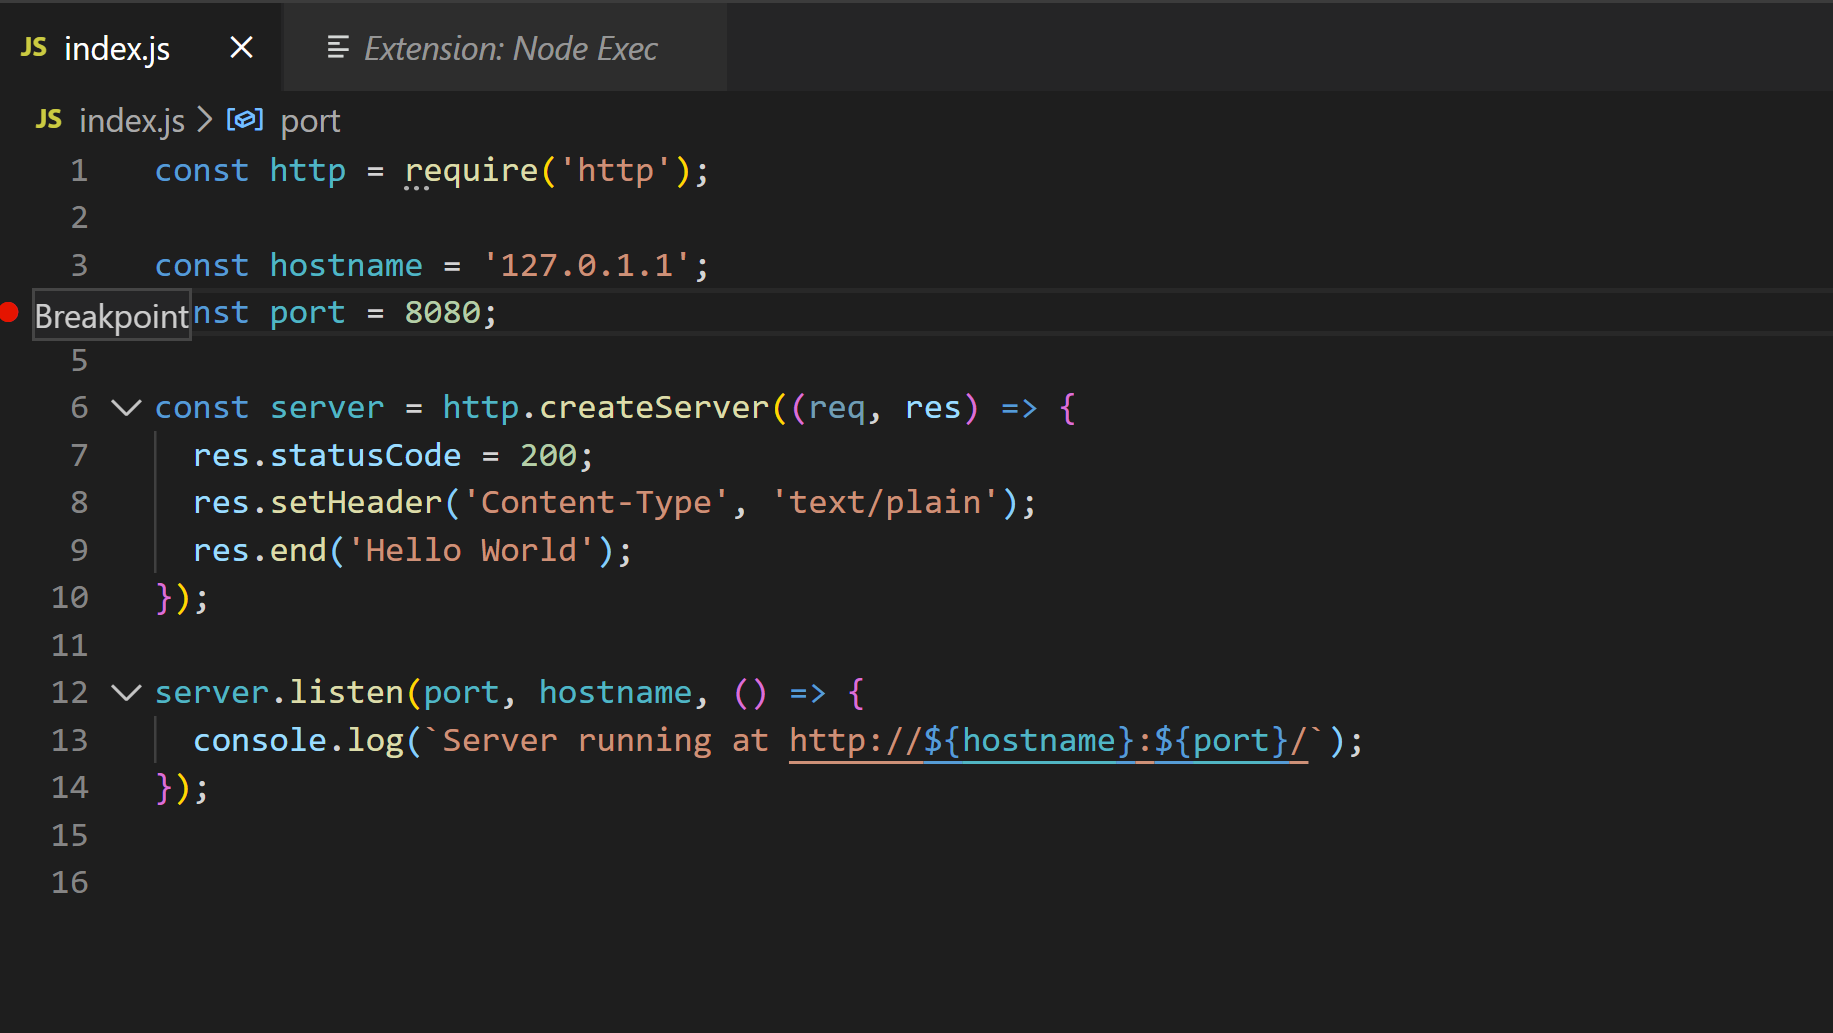 JS index.js Extension: Node Exec
JS index.js > port
1 const http = require('http');
2
3 const hostname = '127.0.1.1';
Breakpoint nst port = 8080;
5
6 const server = http.createServer((req, res) => {
7 res.statusCode = 200;
8 res.setHeader('Content-Type', 'text/plain');
9 res.end('Hello World');
10 });
11
12 server.listen(port, hostname, () => {
13 console.log(`Server running at http://${hostname}:${port}/`);
14 });
15
16